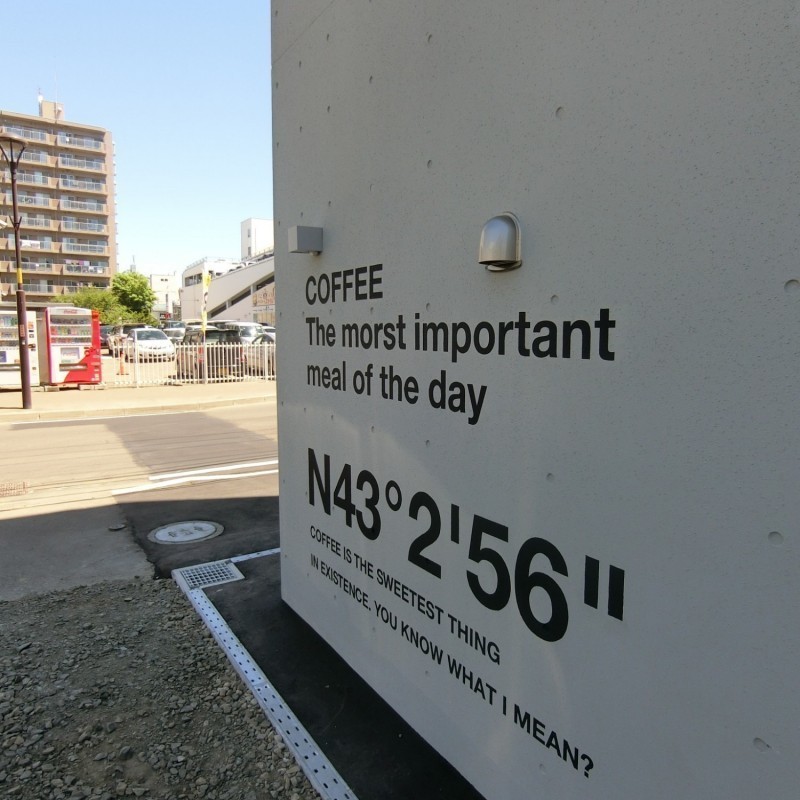 COFFEE
The morst important
meal of the day
N43°2'56"
COFFEE IS THE SWEETEST THING
IN EXISTENCE. YOU KNOW WHAT I MEAN?